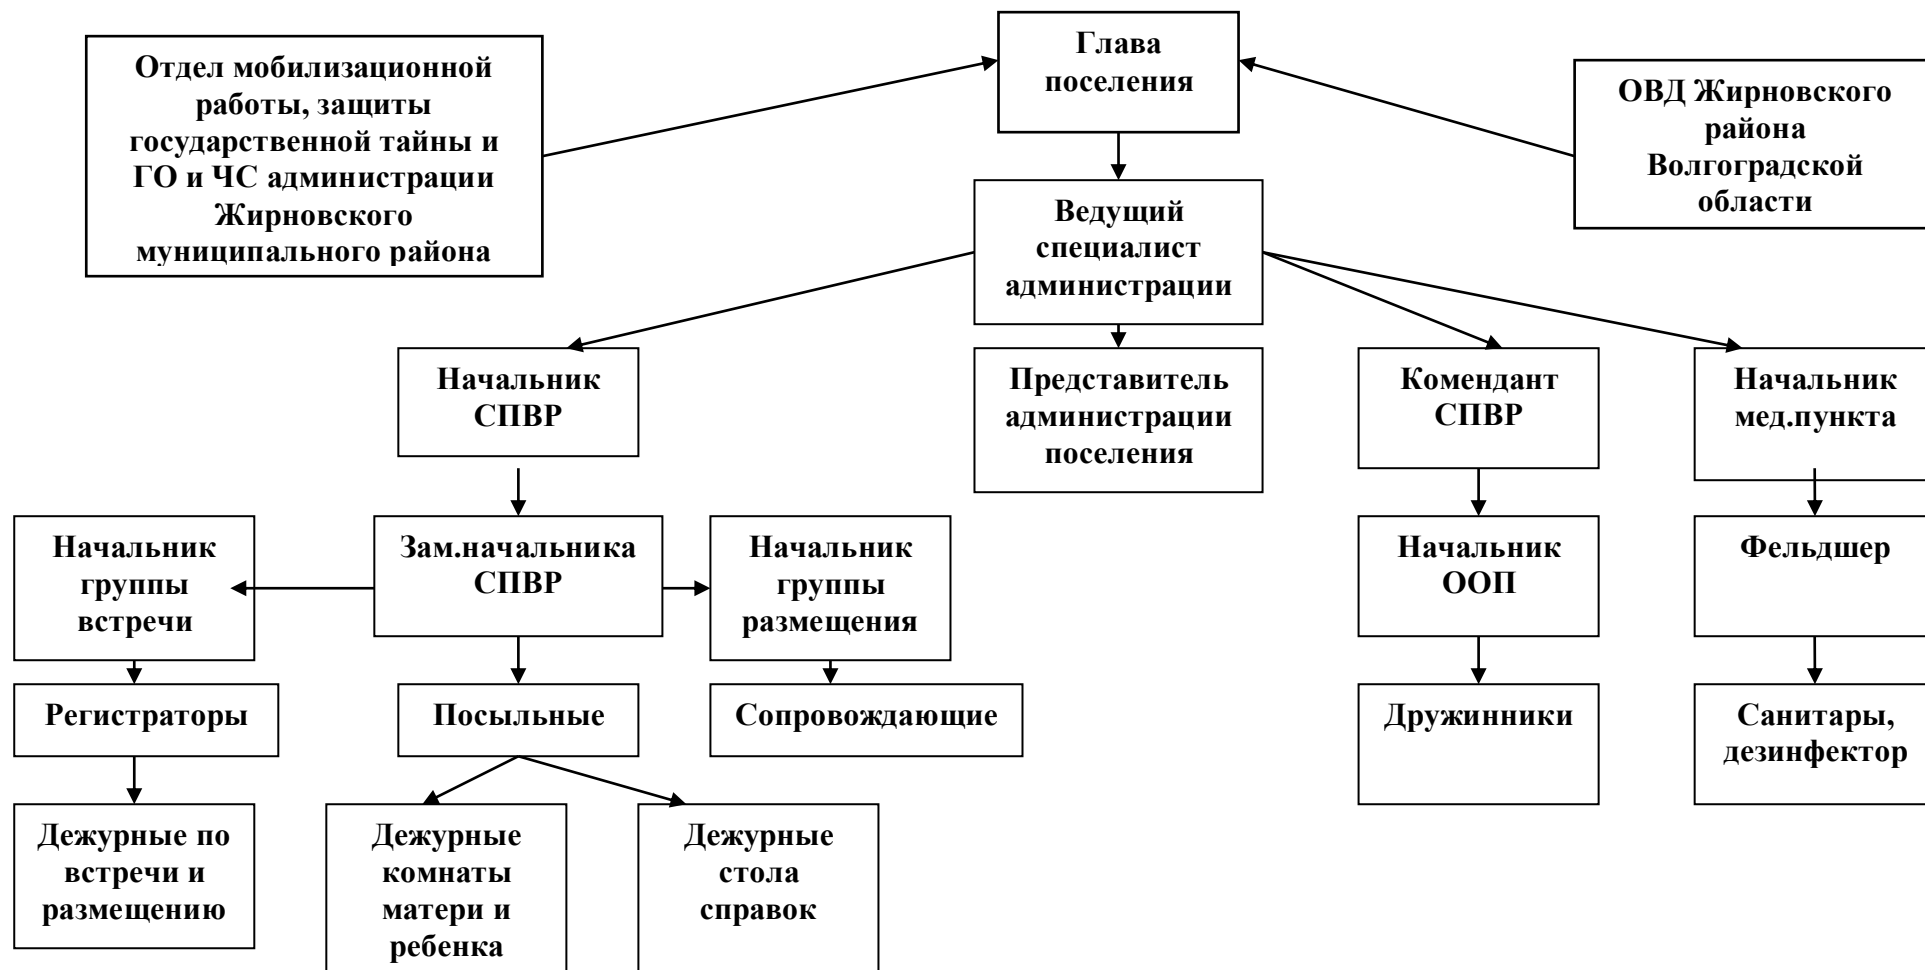 Глава
поселения
Отдел мобилизационной
работы, защиты
государственной тайны и
ГО и ЧС администрации
Жирновского
муниципального района
ОВД Жирновского
района
Волгоградской
области
Ведущий
специалист
администрации
Начальник
СПВР
Представитель
администрации
поселения
Комендант
СПВР
Начальник
мед.пункта
Начальник
группы
встречи
Зам.начальника
СПВР
Начальник
группы
размещения
Начальник
ООП
Фельдшер
Регистраторы
Посыльные
Сопровождающие
Дружинники
Санитары,
дезинфектор
Дежурные по
встречи и
размещению
Дежурные
комнаты
матери и
ребенка
Дежурные
стола
справок